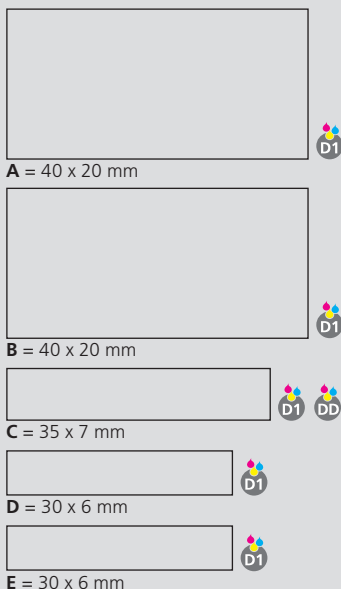 D1
A = 40 x 20 mm
D1
B = 40 x 20 mm
D1 DD
C = 35 x 7 mm
D1
D = 30 x 6 mm
D1
E = 30 x 6 mm